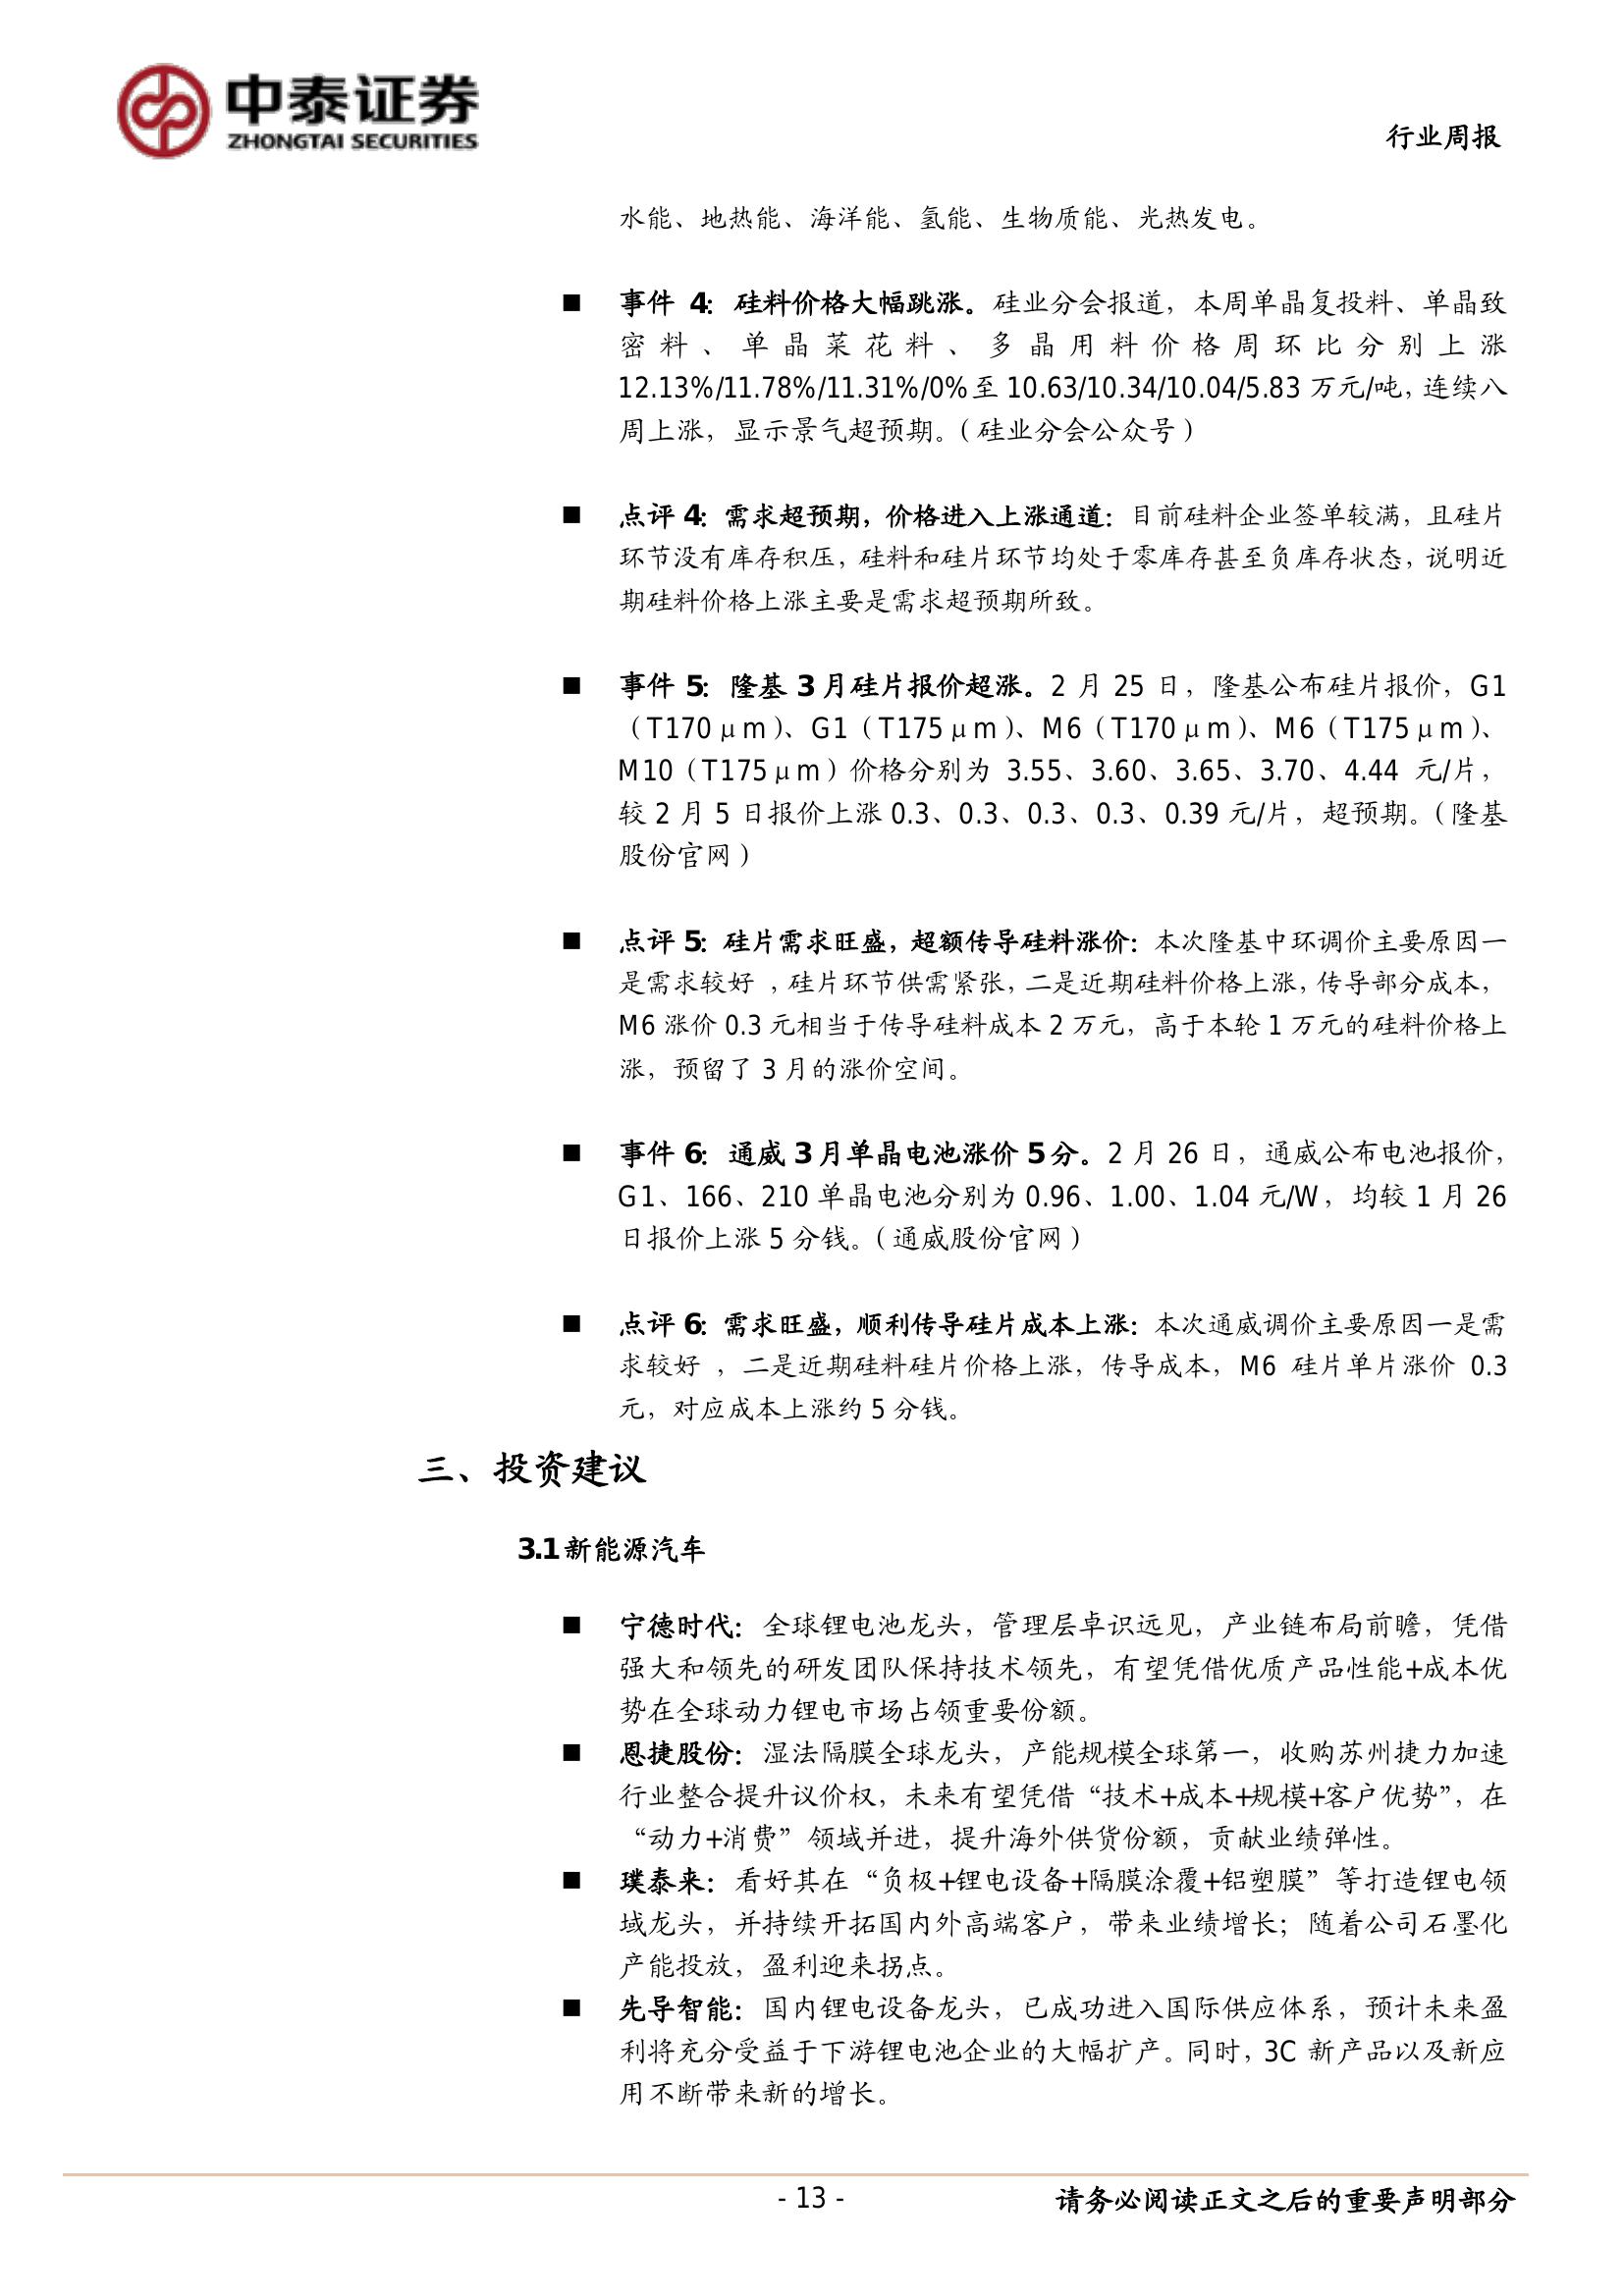 中泰证券
ZHONGTAI SECURITIES
行业周报
水能、地热能、海洋能、氢能、生物质能、光热发电。
■ 事件 4：硅料价格大幅跳涨。硅业分会报道，本周单晶复投料、单晶致
密料、单晶菜花料、多晶用料价格周环比分别上涨
12.13%/11.78%/11.31%/0%至 10.63/10.34/10.04/5.83 万元/吨，连续八
周上涨，显示景气超预期。（硅业分会公众号）
■ 点评 4：需求超预期，价格进入上涨通道：目前硅料企业签单较满，且硅片
环节没有库存积压，硅料和硅片环节均处于零库存甚至负库存状态，说明近
期硅料价格上涨主要是需求超预期所致。
■ 事件 5：隆基 3 月硅片报价超涨。2 月 25 日，隆基公布硅片报价，G1
（T170μm）、G1（T175μm）、M6（T170μm）、M6（T175μm）、
M10（T175μm）价格分别为 3.55、3.60、3.65、3.70、4.44 元/片，
较 2 月 5 日报价上涨 0.3、0.3、0.3、0.3、0.39 元/片，超预期。（隆基
股份官网）
■ 点评 5：硅片需求旺盛，超额传导硅料涨价：本次隆基中环调价主要原因一
是需求较好 ，硅片环节供需紧张，二是近期硅料价格上涨，传导部分成本，
M6 涨价 0.3 元相当于传导硅料成本 2 万元，高于本轮 1 万元的硅料价格上
涨，预留了 3 月的涨价空间。
■ 事件 6：通威 3 月单晶电池涨价 5 分。2 月 26 日，通威公布电池报价，
G1、166、210 单晶电池分别为 0.96、1.00、1.04 元/W，均较 1 月 26
日报价上涨 5 分钱。（通威股份官网）
■ 点评 6：需求旺盛，顺利传导硅片成本上涨：本次通威调价主要原因一是需
求较好 ，二是近期硅料硅片价格上涨，传导成本，M6 硅片单片涨价 0.3
元，对应成本上涨约 5 分钱。
三、投资建议
3.1 新能源汽车
■ 宁德时代：全球锂电池龙头，管理层卓识远见，产业链布局前瞻，凭借
强大和领先的研发团队保持技术领先，有望凭借优质产品性能+成本优
势在全球动力锂电市场占领重要份额。
■ 恩捷股份：湿法隔膜全球龙头，产能规模全球第一，收购苏州捷力加速
行业整合提升议价权，未来有望凭借“技术+成本+规模+客户优势”，在
“动力+消费”领域并进，提升海外供货份额，贡献业绩弹性。
■ 璞泰来：看好其在“负极+锂电设备+隔膜涂覆+铝塑膜”等打造锂电领
域龙头，并持续开拓国内外高端客户，带来业绩增长；随着公司石墨化
产能投放，盈利迎来拐点。
■ 先导智能：国内锂电设备龙头，已成功进入国际供应体系，预计未来盈
利将充分受益于下游锂电池企业的大幅扩产。同时，3C 新产品以及新应
用不断带来新的增长。
- 13 -
请务必阅读正文之后的重要声明部分